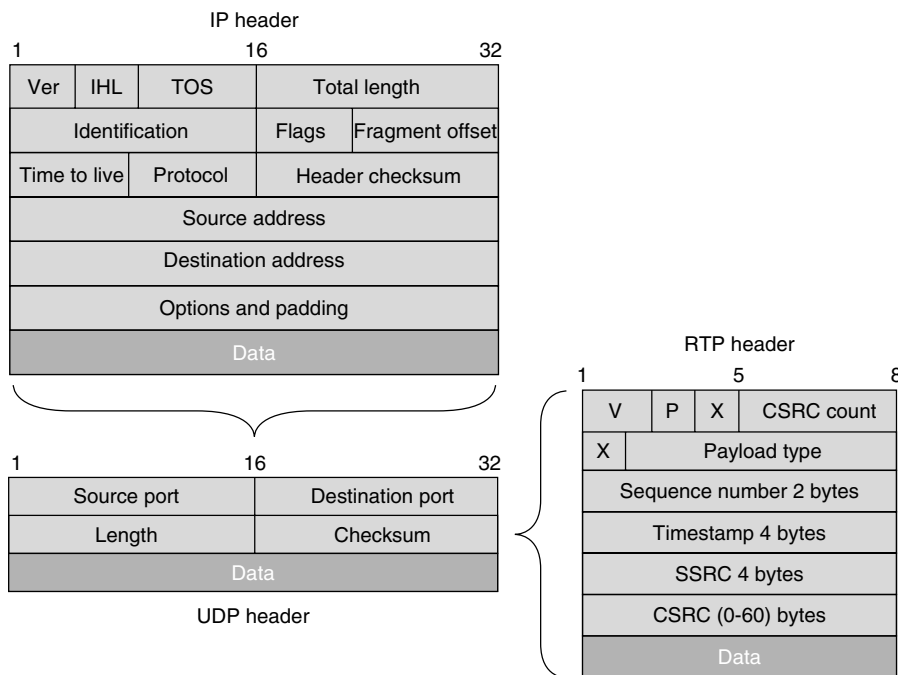 IP header
1 16 32
Ver IHL TOS Total length
Identification Flags Fragment offset
Time to live Protocol Header checksum
Source address
Destination address
Options and padding
Data
1 16 32
Source port Destination port
Length Checksum
Data
UDP header
RTP header
1 5 8
V P X CSRC count
X Payload type
Sequence number 2 bytes
Timestamp 4 bytes
SSRC 4 bytes
CSRC (0-60) bytes
Data